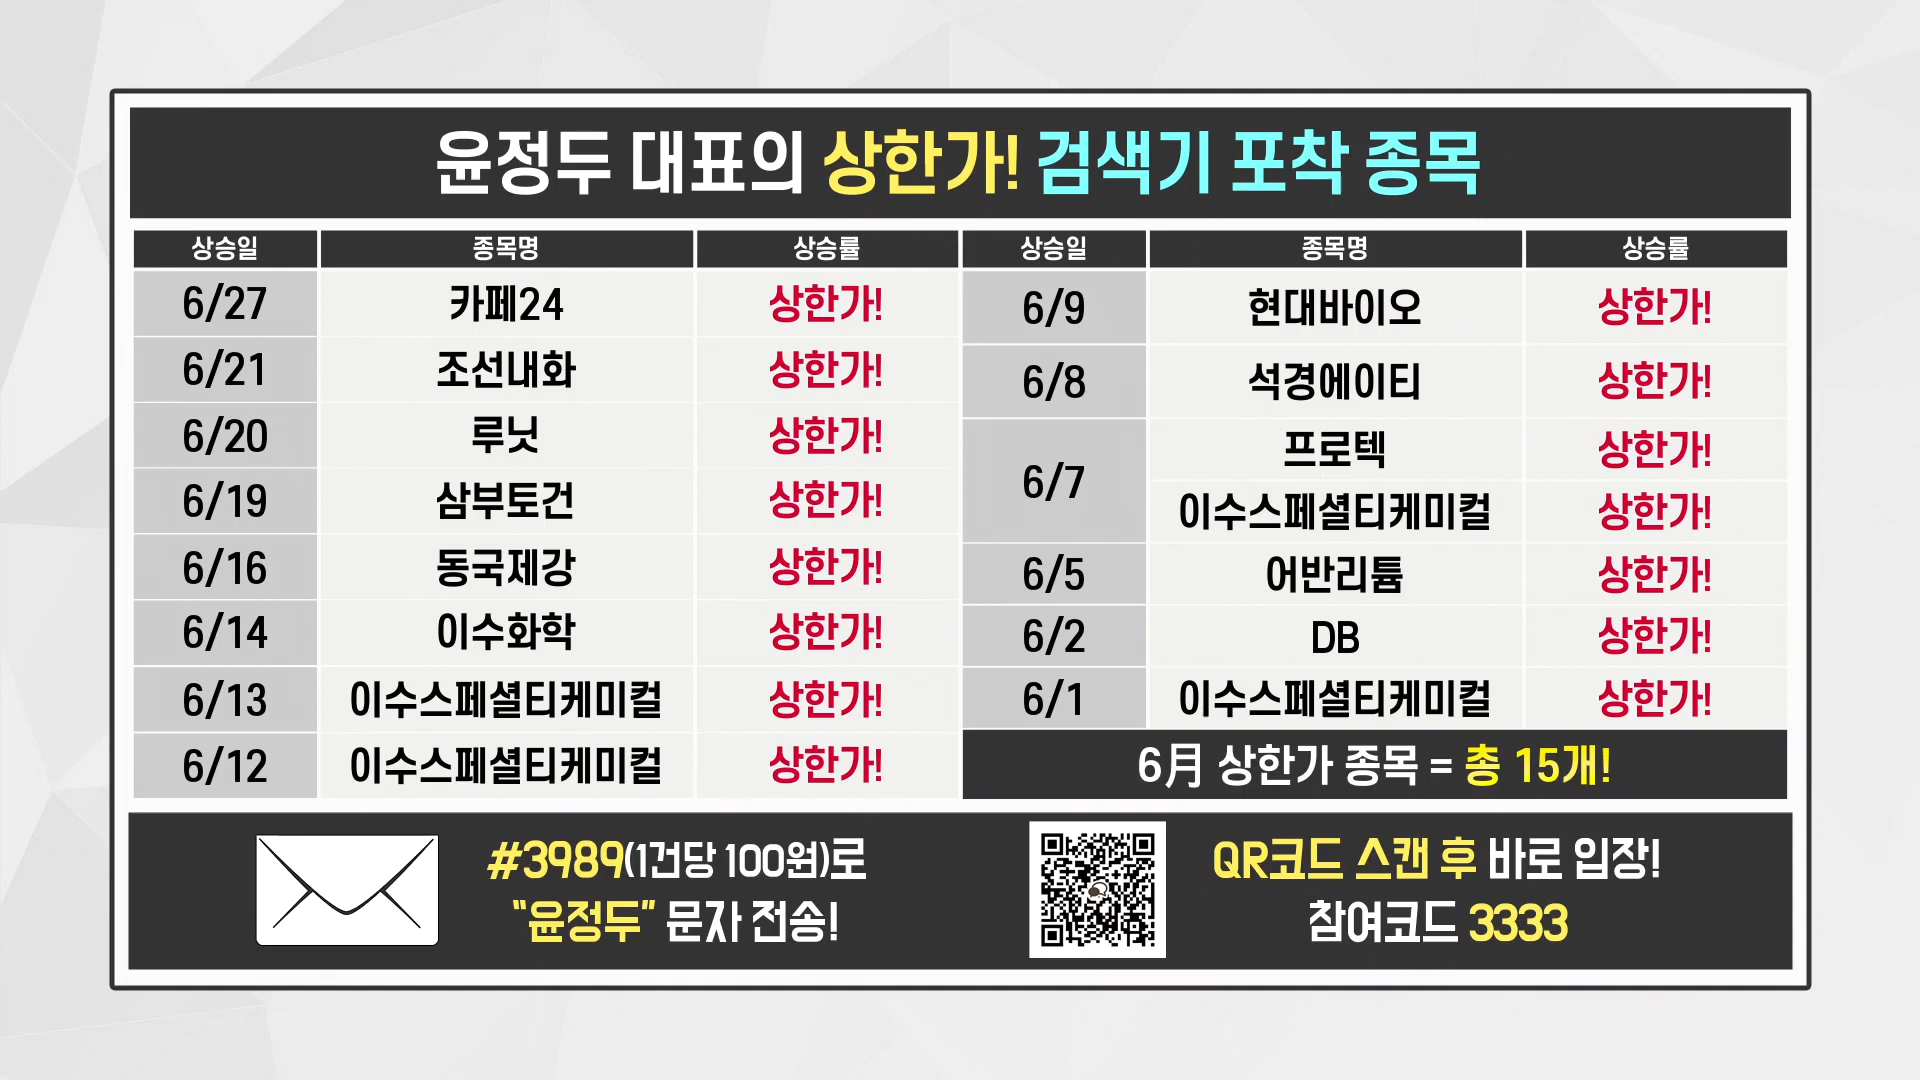 윤정두 대표의 상한가! 검색기 포착 종목
상승일 종목명 상승률
6/27 카페24 상한가!
6/21 조선내화 상한가!
6/20 루닛 상한가!
6/19 삼부토건 상한가!
6/16 동국제강 상한가!
6/14 이수화학 상한가!
6/13 이수스페셜티케미컬 상한가!
6/12 이수스페셜티케미컬 상한가!
상승일 종목명 상승률
6/9 현대바이오 상한가!
6/8 석경에이티 상한가!
6/7 프로텍 상한가!
이수스페셜티케미컬 상한가!
6/5 어반리튬 상한가!
6/2 DB 상한가!
6/1 이수스페셜티케미컬 상한가!
6月 상한가 종목 = 총 15개!
#3989(1건당 100원)로
“윤정두” 문자 전송!
QR코드 스캔 후 바로 입장!
참여코드 3333